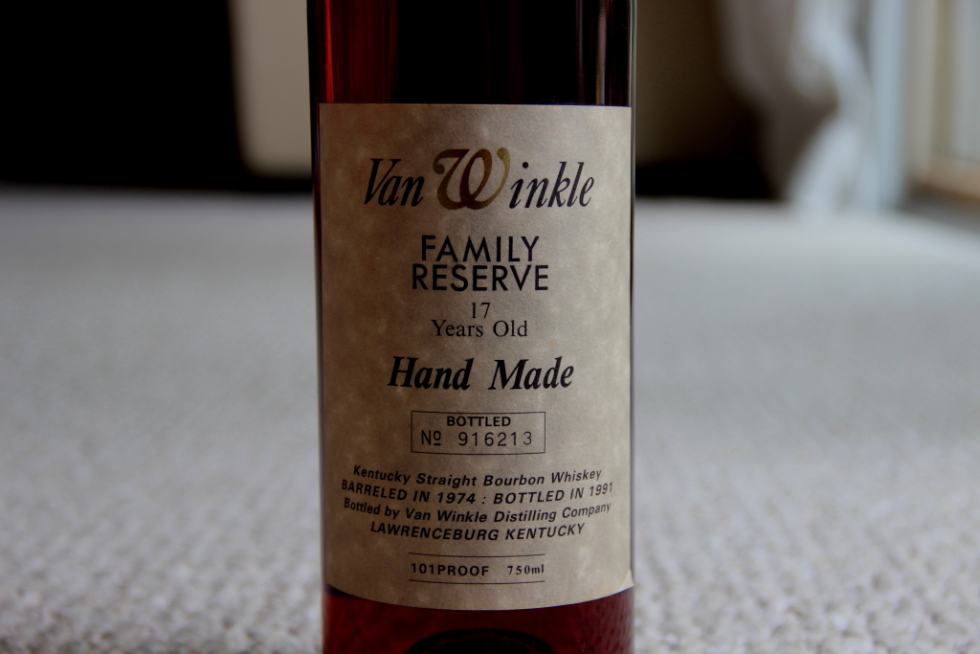 Van Winkle
FAMILY
RESERVE
17
Years Old
Hand Made
BOTTLED
Nº 916213
Kentucky Straight Bourbon Whiskey
BARRELED IN 1974 : BOTTLED IN 1991
Bottled by Van Winkle Distilling Company
LAWRENCEBURG KENTUCKY
101PROOF 750ml